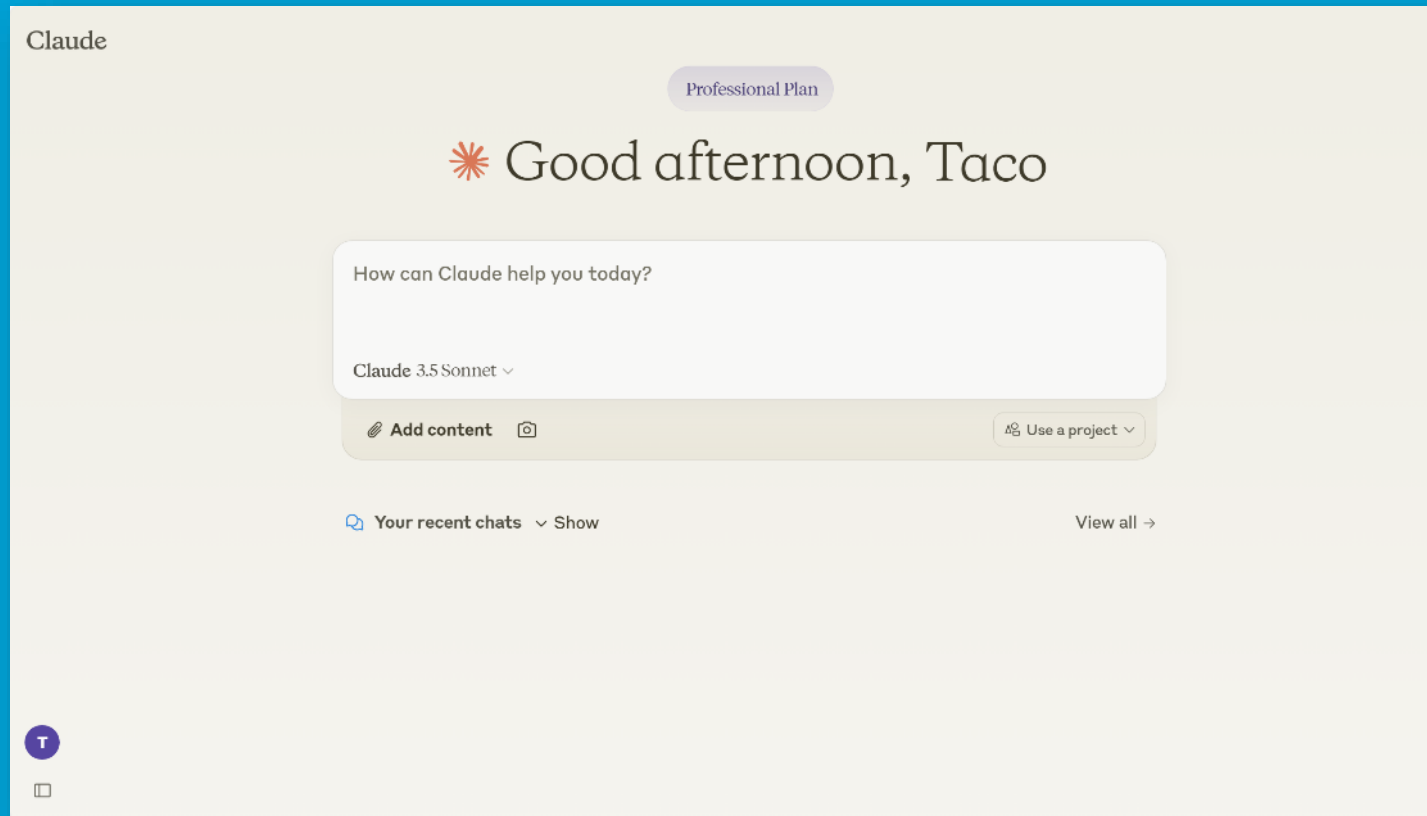 Claude
Professional Plan
Good afternoon, Taco
How can Claude help you today?
Claude 3.5 Sonnet
Add content
Use a project
Your recent chats Show
View all →
T